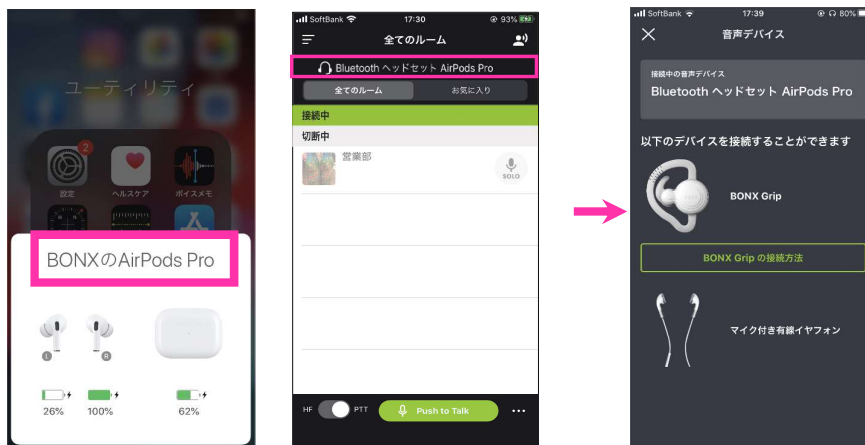 ユーティリティ
2
設定
ヘルスケア
ボイスメモ
BONXのAirPods Pro
L
R
26%
100%
62%
SoftBank
17:30
93%
全てのルーム
Bluetooth ヘッドセット AirPods Pro
全てのルーム
お気に入り
接続中
切断中
営業部
SOLO
HF
PTT
Push to Talk
SoftBank
17:39
80%
音声デバイス
接続中の音声デバイス
Bluetooth ヘッドセット AirPods Pro
以下のデバイスを接続することができます
BONX Grip
BONX Grip の接続方法
マイク付き有線イヤフォン